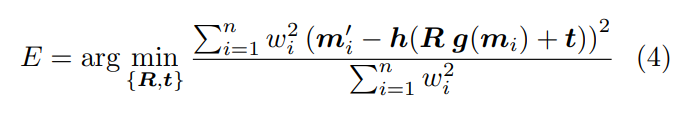 E = arg min_{{R,t}} \frac{\sum_{i=1}^{n} w_i^2 (m'_i − h(R g(m_i) + t))^2}{\sum_{i=1}^{n} w_i^2} (4)